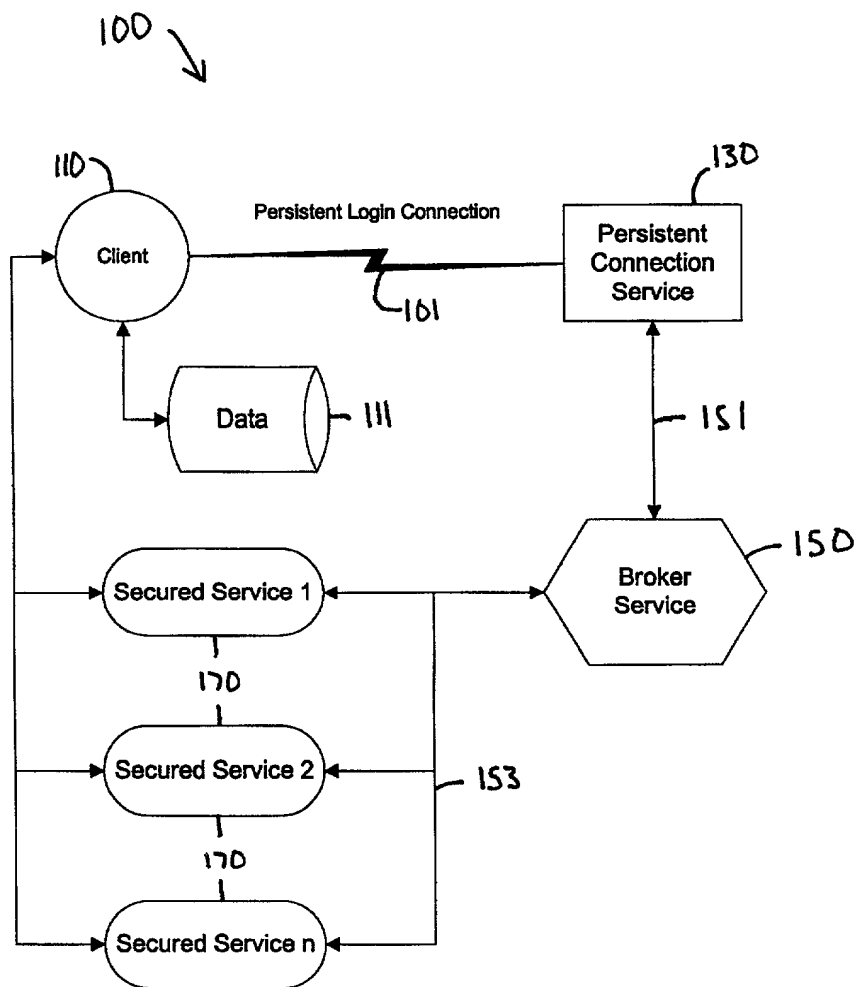 100
110
130
Client
Persistent Login Connection
Persistent
Connection
Service
101
Data
111
151
150
Secured Service 1
Broker
Service
170
Secured Service 2
153
170
Secured Service n